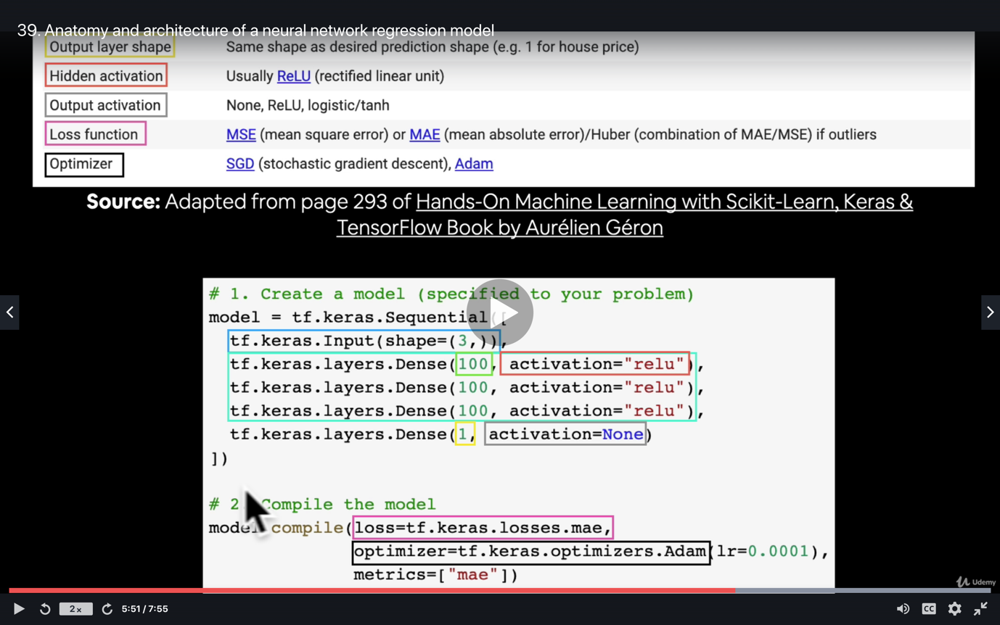 39. Anatomy and architecture of a neural network regression model
Output layer shape Same shape as desired prediction shape (e.g. 1 for house price)
Hidden activation Usually ReLU (rectified linear unit)
Output activation None, ReLU, logistic/tanh
Loss function MSE (mean square error) or MAE (mean absolute error)/Huber (combination of MAE/MSE) if outliers
Optimizer SGD (stochastic gradient descent), Adam
Source: Adapted from page 293 of Hands-On Machine Learning with Scikit-Learn, Keras &
TensorFlow Book by Aurélien Géron
# 1. Create a model (specified to your problem)
model = tf.keras.Sequential([
tf.keras.Input(shape=(3,)),
tf.keras.layers.Dense(100, activation="relu"),
tf.keras.layers.Dense(100, activation="relu"),
tf.keras.layers.Dense(100, activation="relu"),
tf.keras.layers.Dense(1, activation=None)
])
# 2. Compile the model
model.compile(loss=tf.keras.losses.mae,
optimizer=tf.keras.optimizers.Adam(lr=0.0001),
metrics=["mae"])
Udemy
2x 5:51 / 7:55 CC